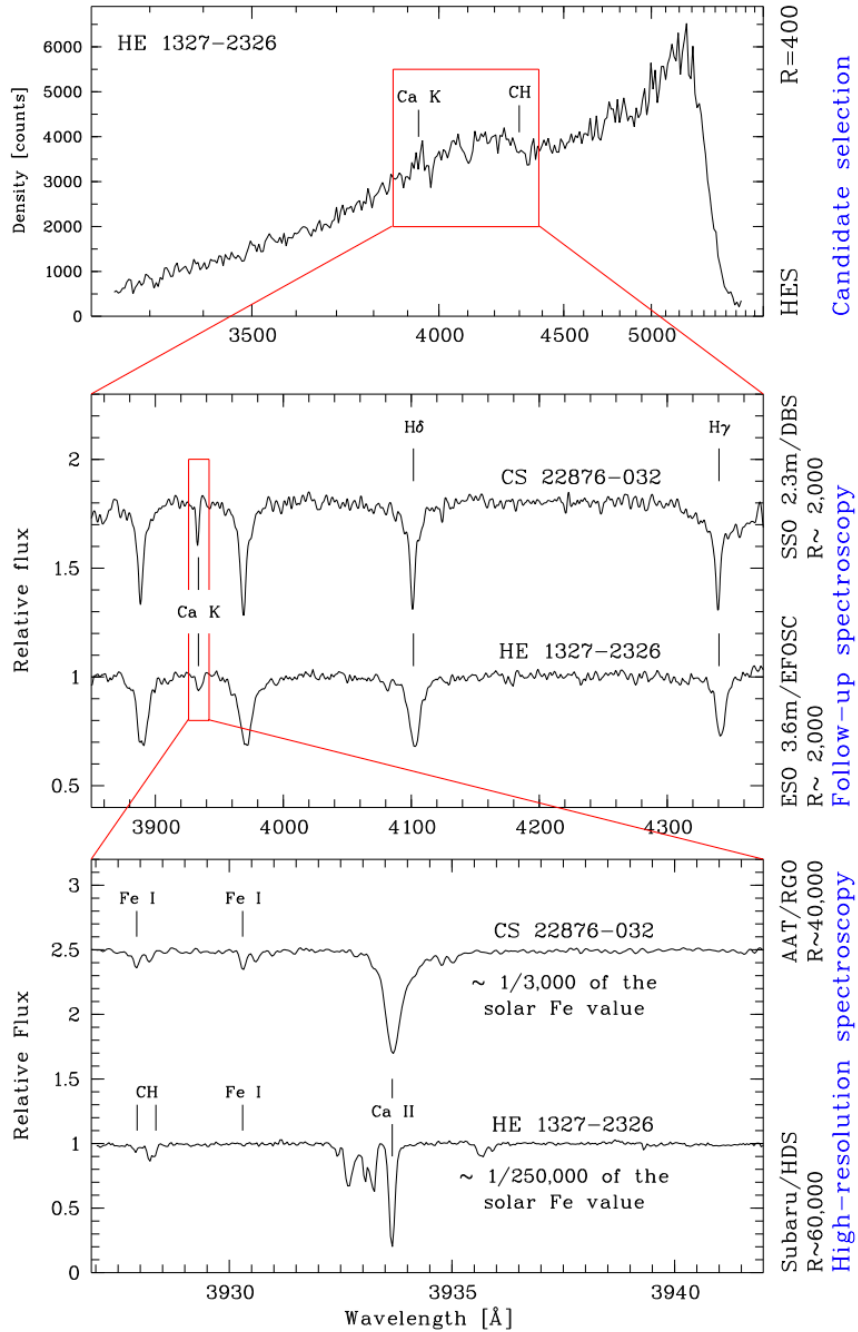 HE 1327-2326
Ca K
CH
Density [counts]
6000
5000
4000
3000
2000
1000
0
3500
4000
4500
5000
HES
R=400
Candidate selection
Hδ
Hγ
CS 22876-032
Ca K
HE 1327-2326
Relative flux
2
1.5
1
0.5
3900
4000
4100
4200
4300
ESO 3.6m/EFOSC
R~ 2,000
SSO 2.3m/DBS
R~ 2,000
Follow-up spectroscopy
Fe I
Fe I
CS 22876-032
~ 1/3,000 of the
solar Fe value
CH
Fe I
Ca II
HE 1327-2326
~ 1/250,000 of the
solar Fe value
Relative Flux
3
2.5
2
1.5
1
0.5
0
3930
3935
3940
Wavelength [Å]
Subaru/HDS
R~60,000
AAT/RGO
R~40,000
High-resolution spectroscopy